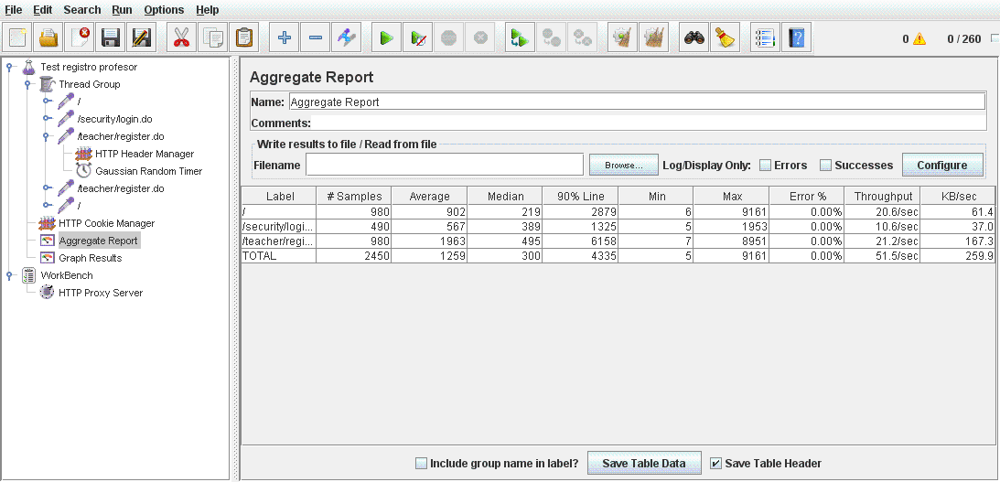 File Edit Search Run Options Help
0 0 / 260
Test registro profesor
Thread Group
/
/security/login.do
/teacher/register.do
HTTP Header Manager
Gaussian Random Timer
/teacher/register.do
/
HTTP Cookie Manager
Aggregate Report
Graph Results
WorkBench
HTTP Proxy Server
Aggregate Report
Name: Aggregate Report
Comments:
Write results to file / Read from file
Filename Browse... Log/Display Only: Errors Successes Configure
Label # Samples Average Median 90% Line Min Max Error % Throughput KB/sec
/ 980 902 219 2879 6 9161 0.00% 20.6/sec 61.4
/security/logi... 490 567 389 1325 5 1953 0.00% 10.6/sec 37.0
/teacher/regi... 980 1963 495 6158 7 8951 0.00% 21.2/sec 167.3
TOTAL 2450 1259 300 4335 5 9161 0.00% 51.5/sec 259.9
Include group name in label? Save Table Data Save Table Header